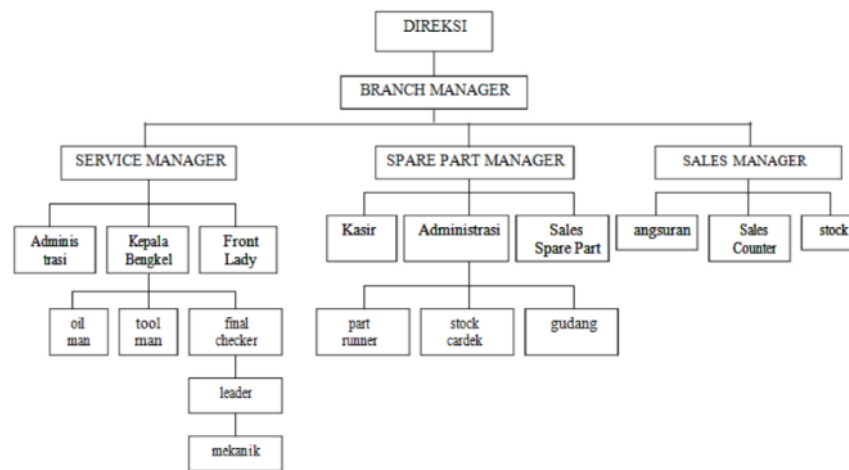 DIREKSI
BRANCH MANAGER
SERVICE MANAGER
SPARE PART MANAGER
SALES MANAGER
Adminis
trasi
Kepala
Bengkel
Front
Lady
Kasir
Administrasi
Sales
Spare Part
angsuran
Sales
Counter
stock
oil
man
tool
man
final
checker
part
runner
stock
cardek
gudang
leader
mekanik